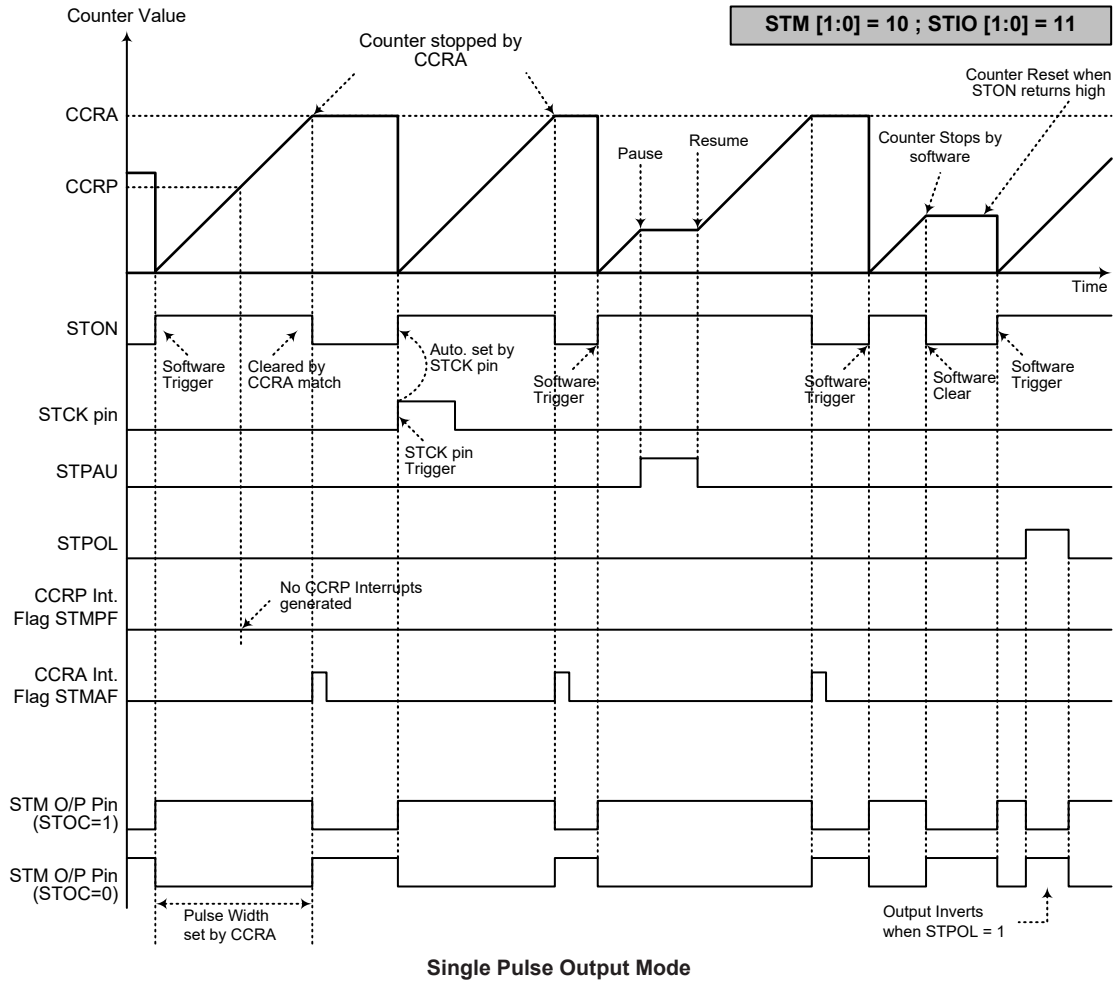 Counter Value
STM [1:0] = 10 ; STIO [1:0] = 11
Counter stopped by
CCRA
Counter Reset when
STON returns high
CCRA
Pause
Resume
Counter Stops by
software
CCRP
Time
STON
Software
Trigger
Cleared by
CCRA match
Auto. set by
STCK pin
Software
Trigger
Software
Trigger
Software
Clear
Software
Trigger
STCK pin
STCK pin
Trigger
STPAU
STPOL
CCRP Int.
Flag STMPF
No CCRP Interrupts
generated
CCRA Int.
Flag STMAF
STM O/P Pin
(STOC=1)
STM O/P Pin
(STOC=0)
Pulse Width
set by CCRA
Output Inverts
when STPOL = 1
Single Pulse Output Mode